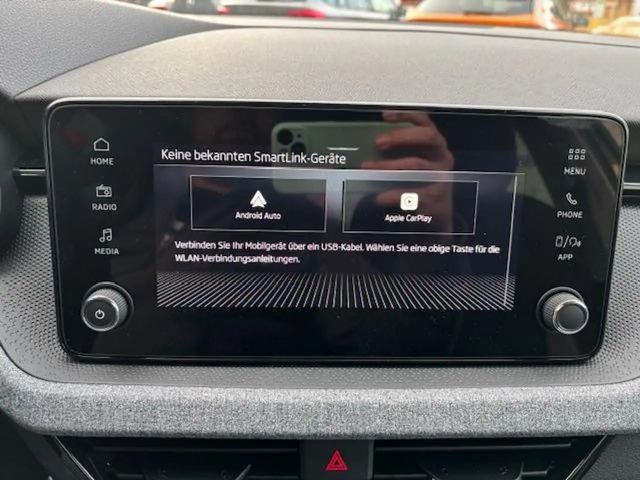 Keine bekannten SmartLink-Geräte
HOME
RADIO
MEDIA
Android Auto
Apple CarPlay
Verbinden Sie Ihr Mobilgerät über ein USB-Kabel. Wählen Sie eine obige Taste für die
WLAN-Verbindungsanleitungen.
MENU
PHONE
APP